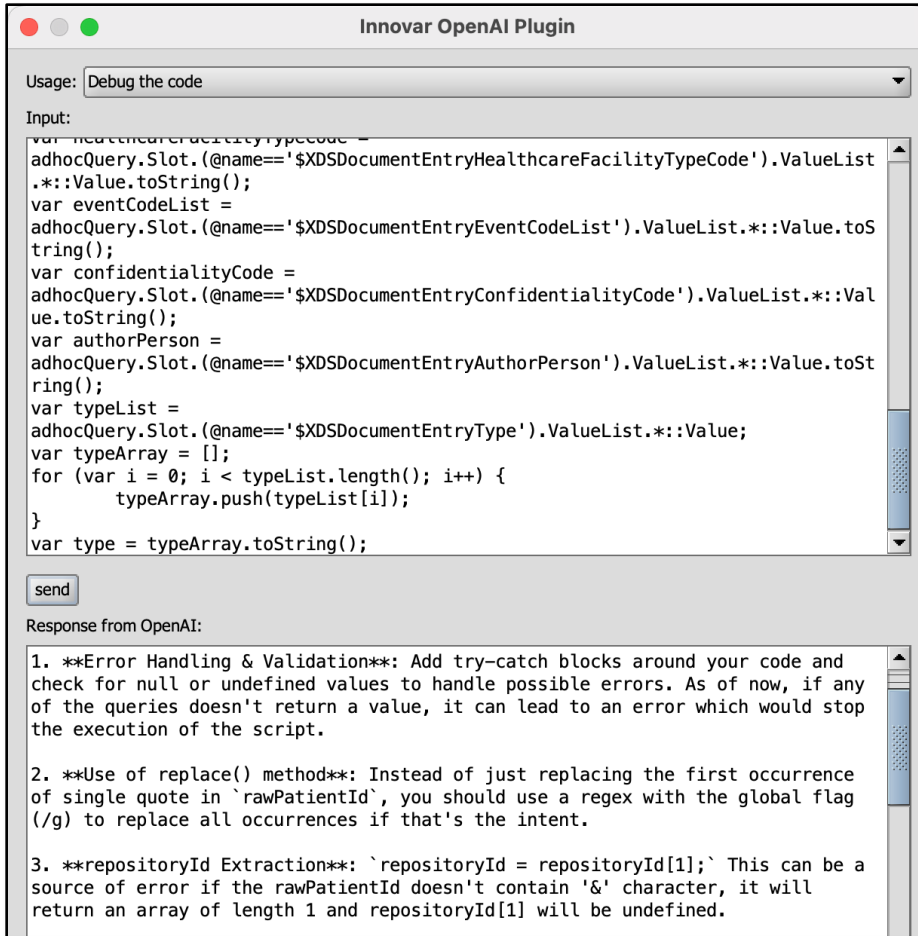 Innovar OpenAI Plugin
Usage: Debug the code
Input:
var healthcareFacilityTypeCode =
adhocQuery.Slot.(@name=='$XDSDocumentEntryHealthcareFacilityTypeCode').ValueList
.*::Value.toString();
var eventCodeList =
adhocQuery.Slot.(@name=='$XDSDocumentEntryEventCodeList').ValueList.*::Value.toS
tring();
var confidentialityCode =
adhocQuery.Slot.(@name=='$XDSDocumentEntryConfidentialityCode').ValueList.*::Val
ue.toString();
var authorPerson =
adhocQuery.Slot.(@name=='$XDSDocumentEntryAuthorPerson').ValueList.*::Value.toSt
ring();
var typeList =
adhocQuery.Slot.(@name=='$XDSDocumentEntryType').ValueList.*::Value;
var typeArray = [];
for (var i = 0; i < typeList.length(); i++) {
        typeArray.push(typeList[i]);
}
var type = typeArray.toString();
send
Response from OpenAI:
1. **Error Handling & Validation**: Add try-catch blocks around your code and
check for null or undefined values to handle possible errors. As of now, if any
of the queries doesn't return a value, it can lead to an error which would stop
the execution of the script.
2. **Use of replace() method**: Instead of just replacing the first occurrence
of single quote in `rawPatientId`, you should use a regex with the global flag
(/g) to replace all occurrences if that's the intent.
3. **repositoryId Extraction**: `repositoryId = repositoryId[1];` This can be a
source of error if the rawPatientId doesn't contain '&' character, it will
return an array of length 1 and repositoryId[1] will be undefined.